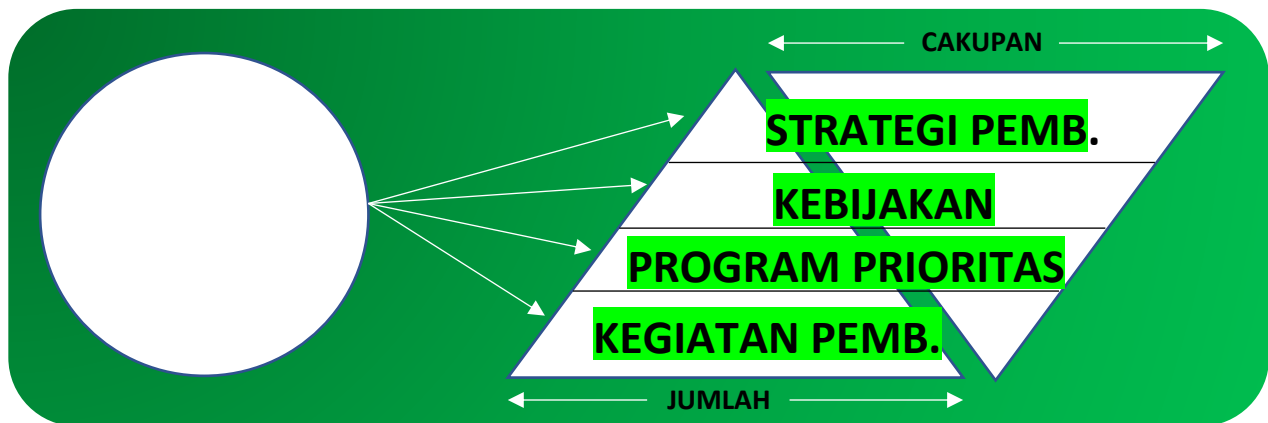 CAKUPAN
STRATEGI PEMB.
KEBIJAKAN
PROGRAM PRIORITAS
KEGIATAN PEMB.
JUMLAH